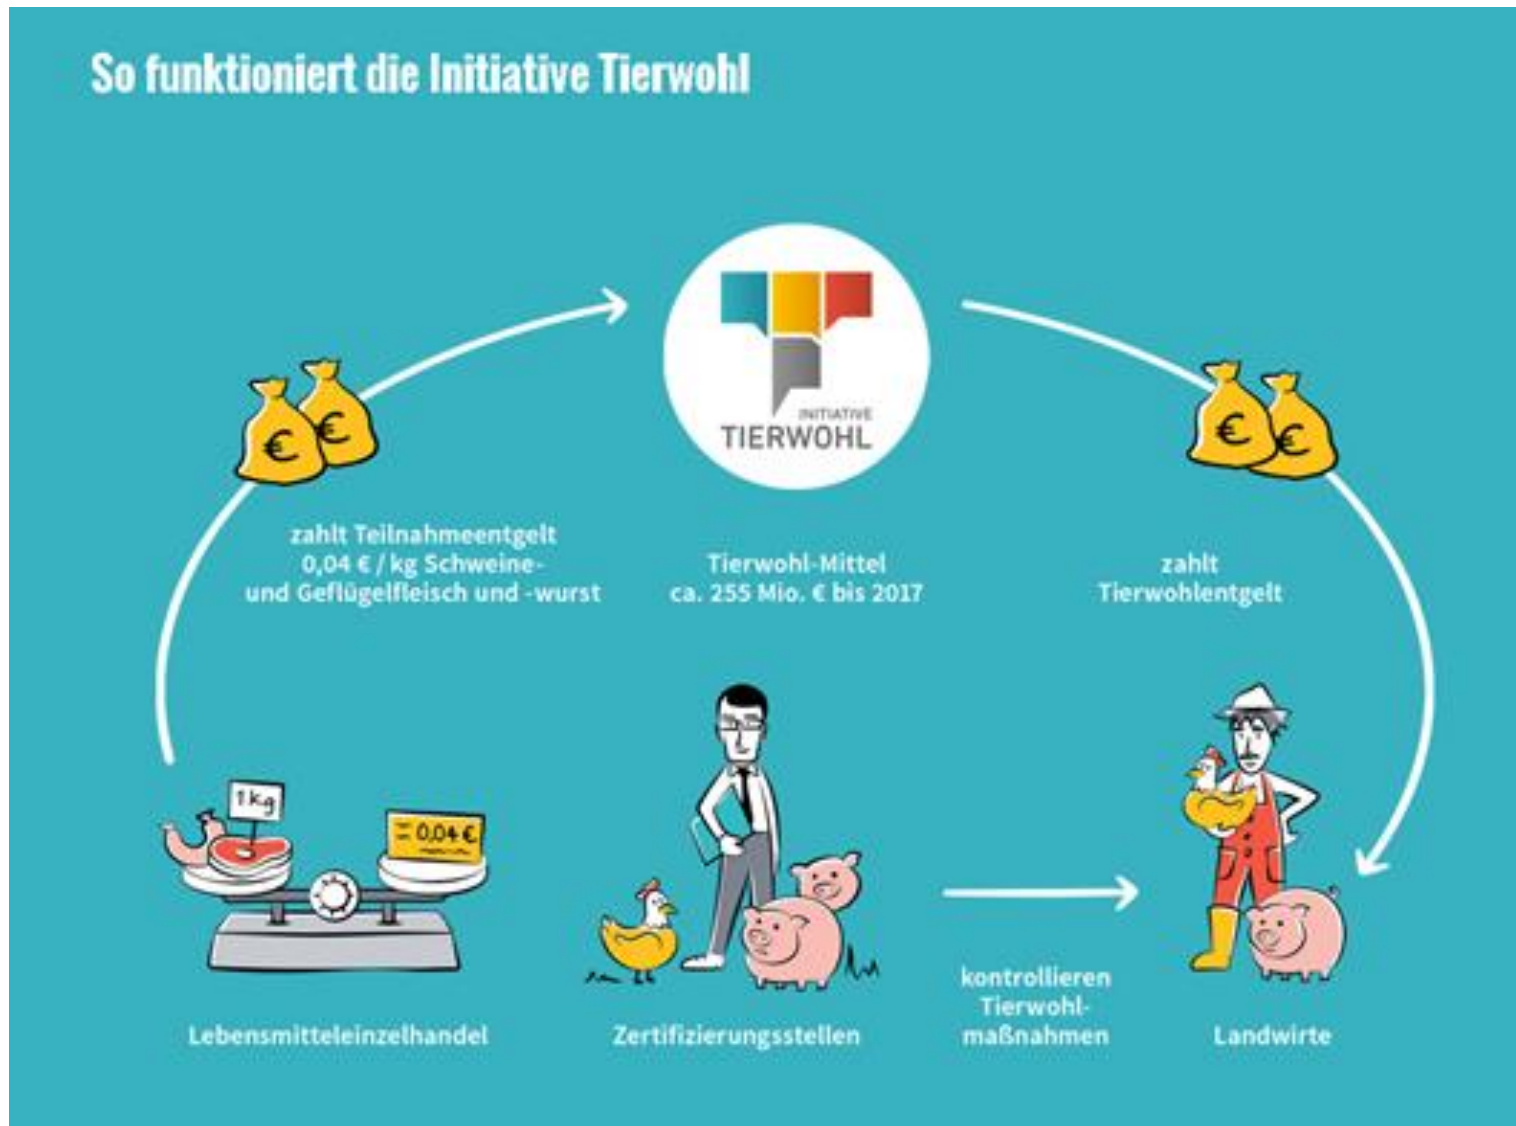 So funktioniert die Initiative Tierwohl
INITIATIVE
TIERWOHL
€
€
€
€
zahlt Teilnahmeentgelt
0,04 € / kg Schweine-
und Geflügelfleisch und -wurst
Tierwohl-Mittel
ca. 255 Mio. € bis 2017
zahlt
Tierwohlentgelt
1 kg
= 0,04 €
Lebensmitteleinzelhandel
Zertifizierungsstellen
kontrollieren
Tierwohl-
maßnahmen
Landwirte